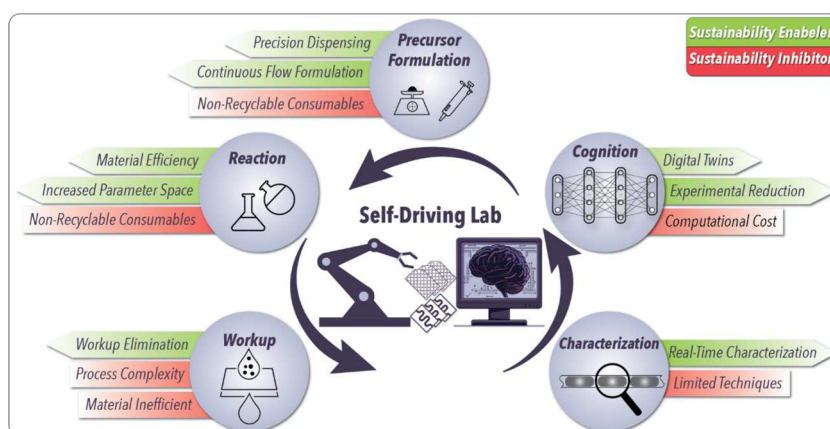 Sustainability Enabeler
Sustainability Inhibitor
Precursor
Formulation
Precision Dispensing
Continuous Flow Formulation
Non-Recyclable Consumables
Reaction
Material Efficiency
Increased Parameter Space
Non-Recyclable Consumables
Cognition
Digital Twins
Experimental Reduction
Computational Cost
Self-Driving Lab
Workup
Workup Elimination
Process Complexity
Material Inefficient
Characterization
Real-Time Characterization
Limited Techniques